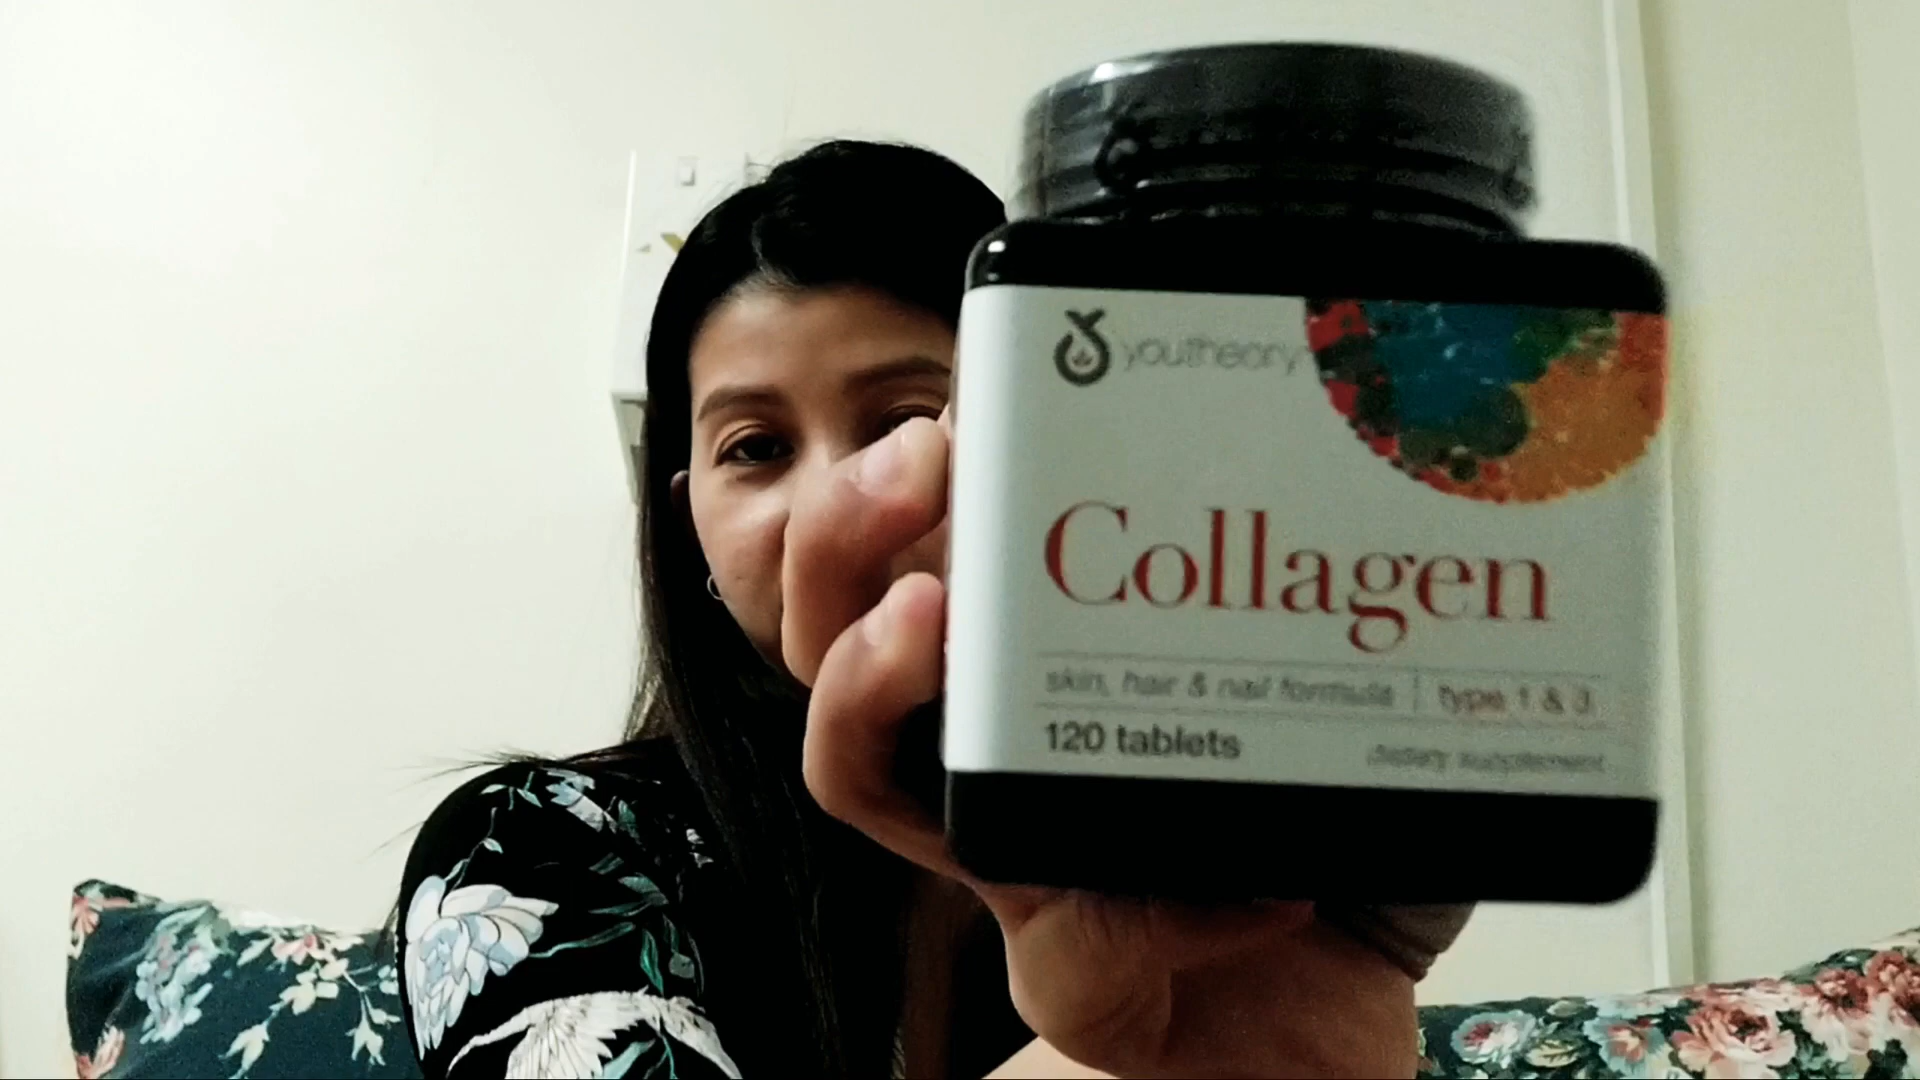 youtheory
Collagen
skin, hair & nail formula | type 1 & 3
120 tablets
dietary supplement